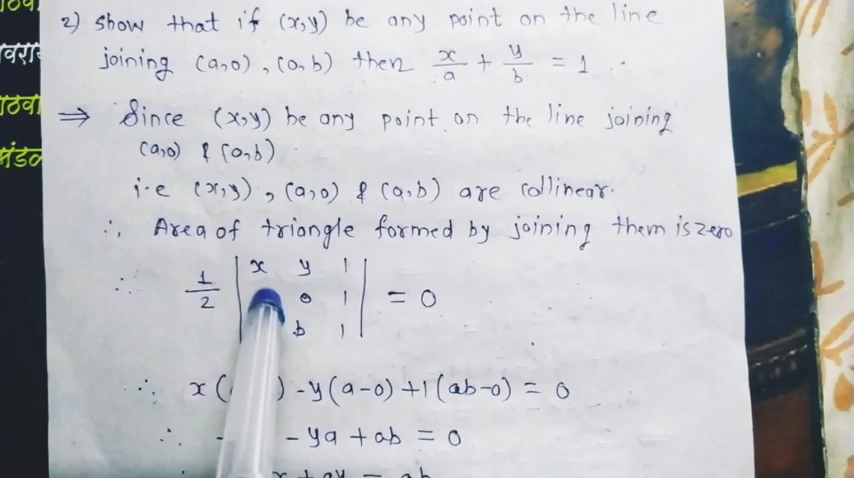 2) Show that if (x,y) be any point on the line
joining (a,0), (0,b) then x/a + y/b = 1
⇒ Since (x,y) be any point on the line joining
(a,0) & (0,b)
i.e (x,y), (a,0) & (0,b) are collinear.
∴ Area of triangle formed by joining them is zero
∴ 1/2 | x y 1
0 1
b 1 | = 0
∴ x( ) - y(a-0) + 1(ab-0) = 0
∴ - ya + ab = 0
x + ay = ab